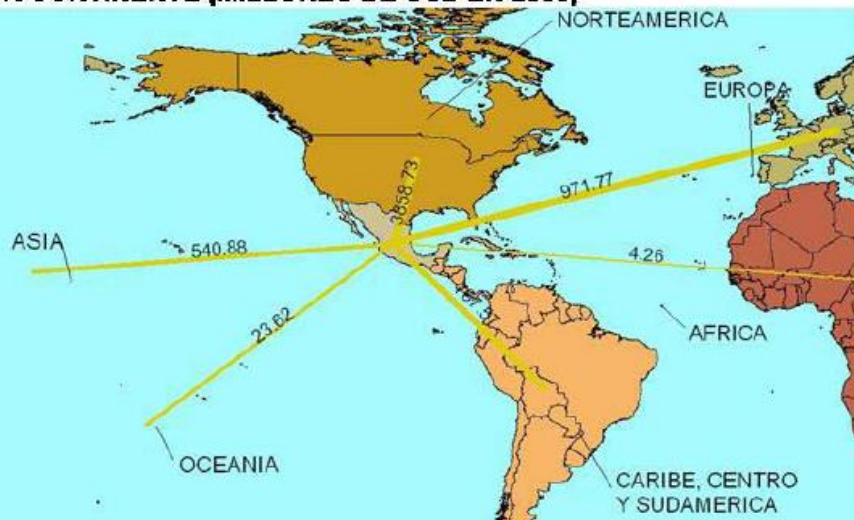 NORTEAMERICA
EUROPA
3858.73
971.77
ASIA
540.88
4.26
23.62
AFRICA
OCEANIA
CARIBE, CENTRO
Y SUDAMERICA